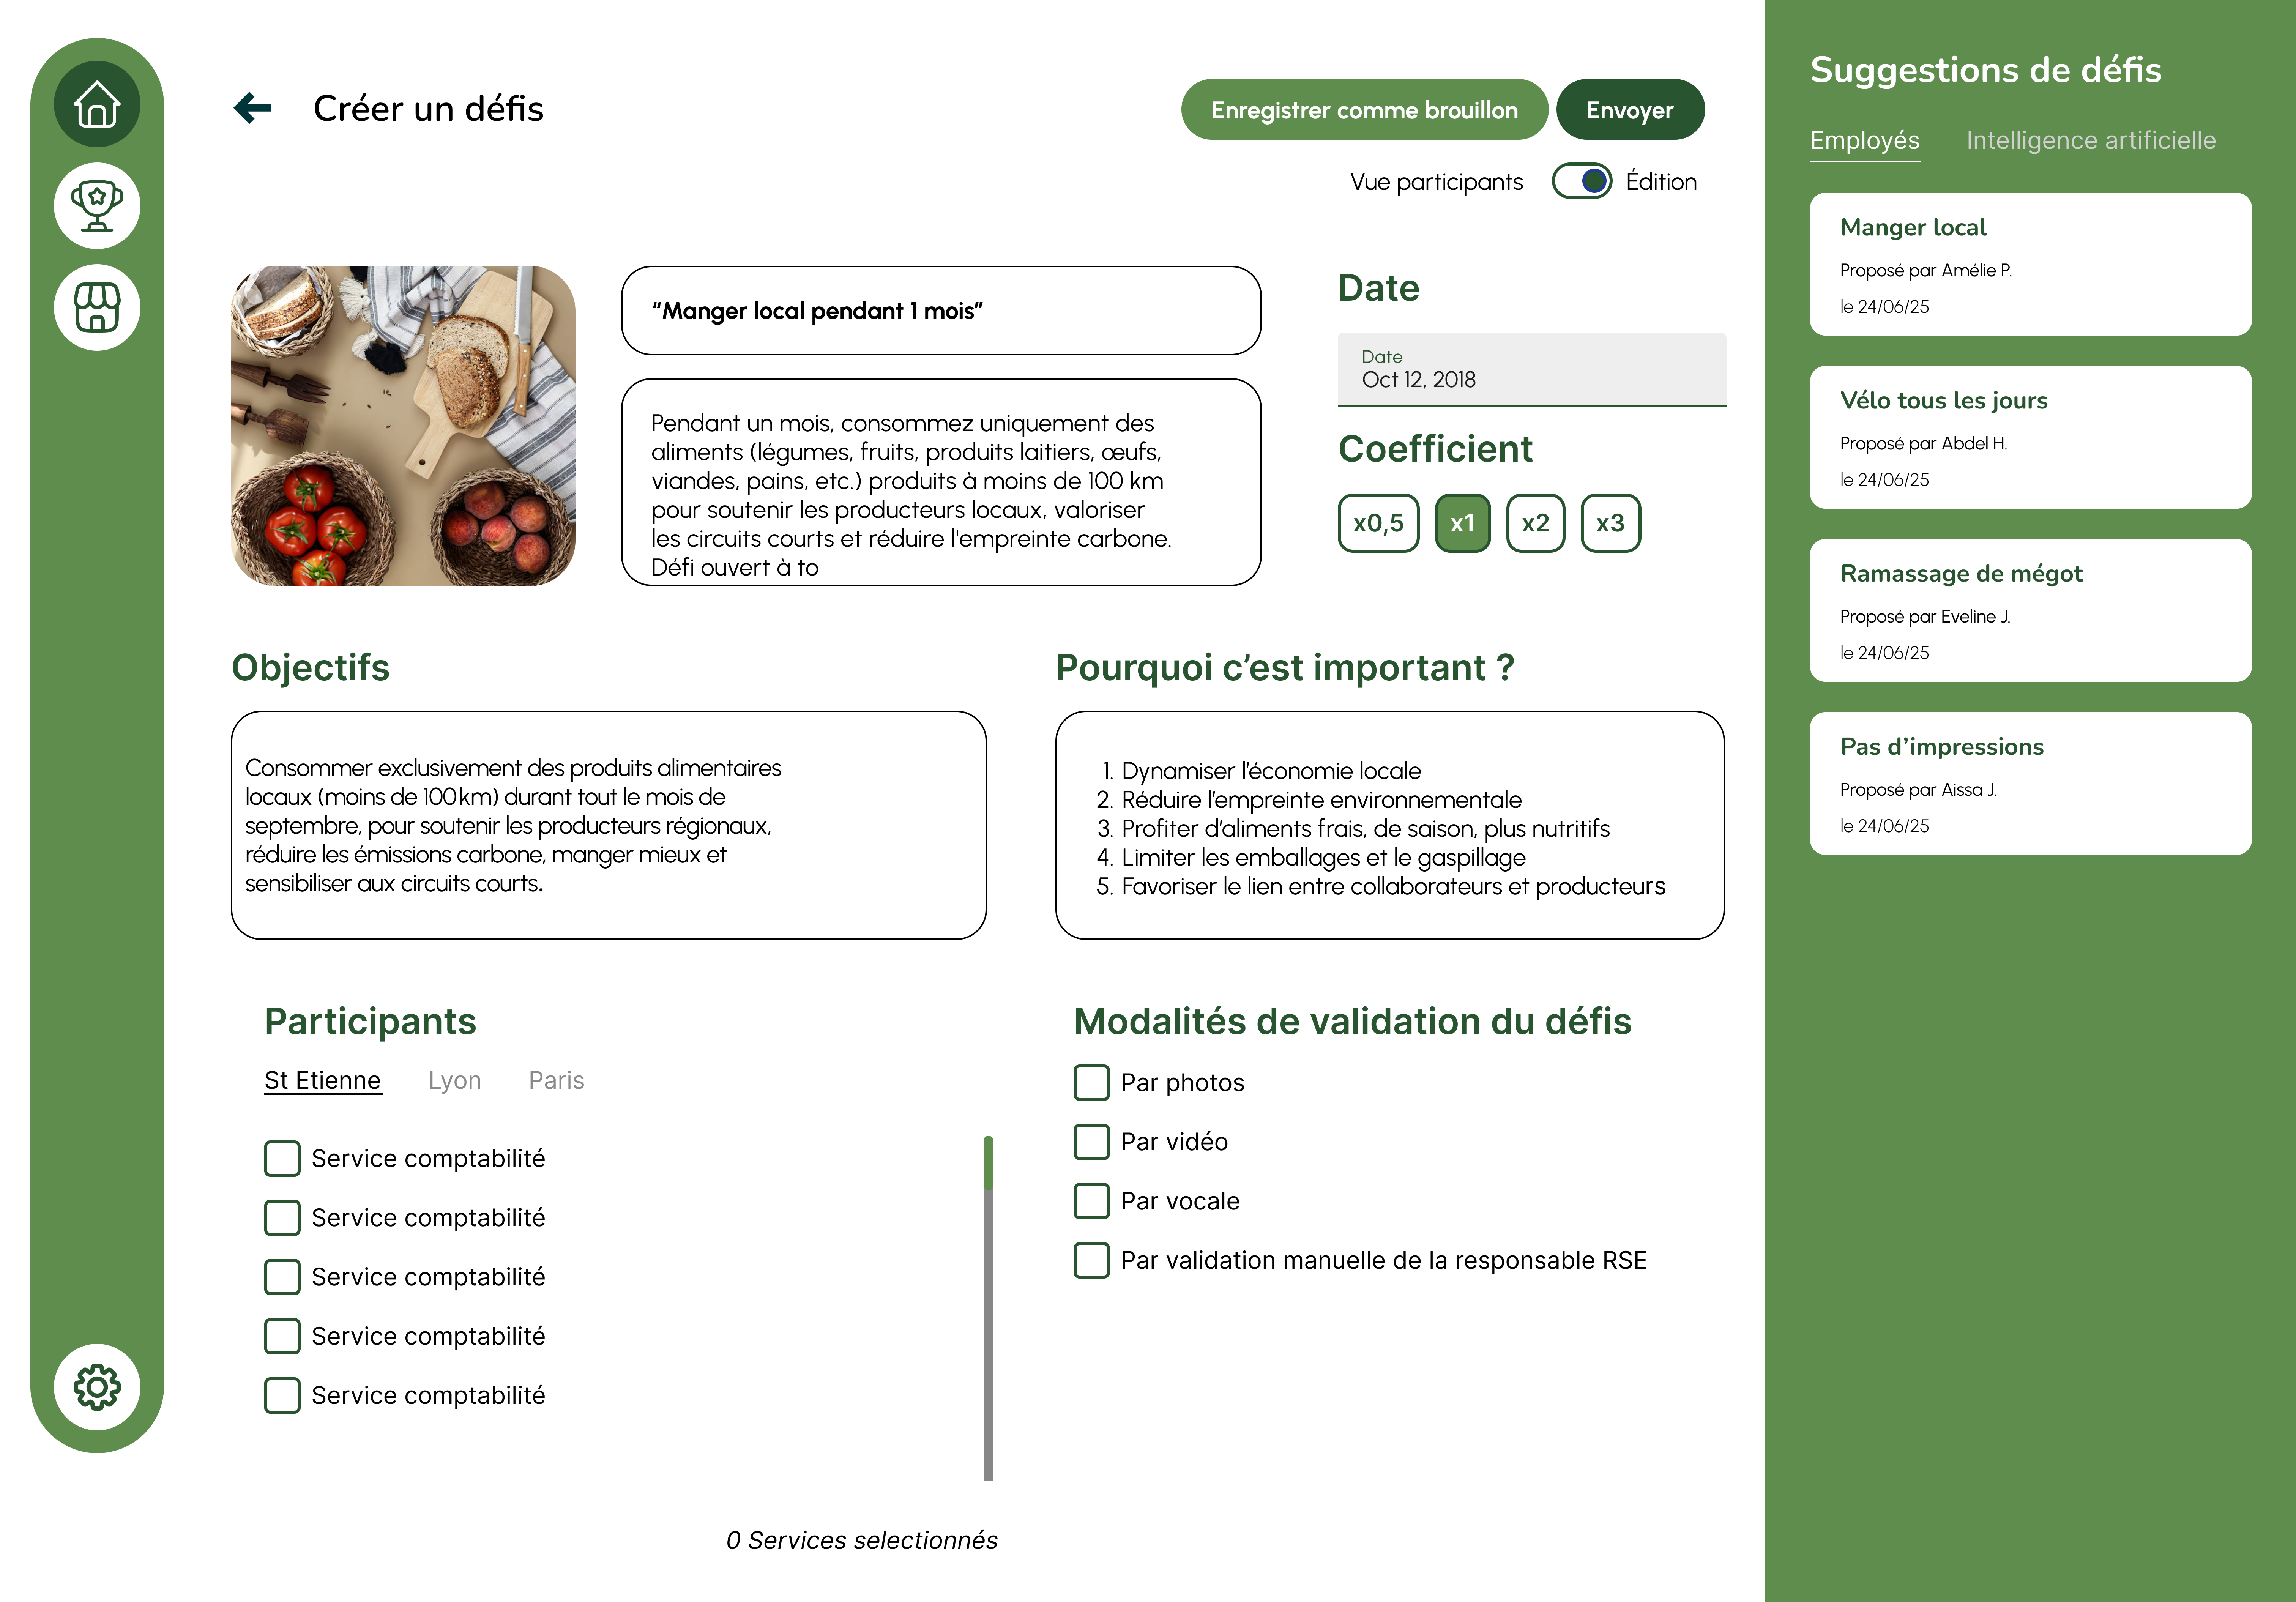 Créer un défis
Enregistrer comme brouillon
Envoyer
Vue participants
Édition
“Manger local pendant 1 mois”
Pendant un mois, consommez uniquement des
aliments (légumes, fruits, produits laitiers, œufs,
viandes, pains, etc.) produits à moins de 100 km
pour soutenir les producteurs locaux, valoriser
les circuits courts et réduire l'empreinte carbone.
Défi ouvert à to
Date
Date
Oct 12, 2018
Coefficient
x0,5
x1
x2
x3
Objectifs
Consommer exclusivement des produits alimentaires
locaux (moins de 100 km) durant tout le mois de
septembre, pour soutenir les producteurs régionaux,
réduire les émissions carbone, manger mieux et
sensibiliser aux circuits courts.
Pourquoi c’est important ?
1. Dynamiser l’économie locale
2. Réduire l’empreinte environnementale
3. Profiter d’aliments frais, de saison, plus nutritifs
4. Limiter les emballages et le gaspillage
5. Favoriser le lien entre collaborateurs et producteurs
Participants
St Etienne
Lyon
Paris
Service comptabilité
Service comptabilité
Service comptabilité
Service comptabilité
Service comptabilité
0 Services selectionnés
Modalités de validation du défis
Par photos
Par vidéo
Par vocale
Par validation manuelle de la responsable RSE
Suggestions de défis
Employés
Intelligence artificielle
Manger local
Proposé par Amélie P.
le 24/06/25
Vélo tous les jours
Proposé par Abdel H.
le 24/06/25
Ramassage de mégot
Proposé par Eveline J.
le 24/06/25
Pas d’impressions
Proposé par Aissa J.
le 24/06/25